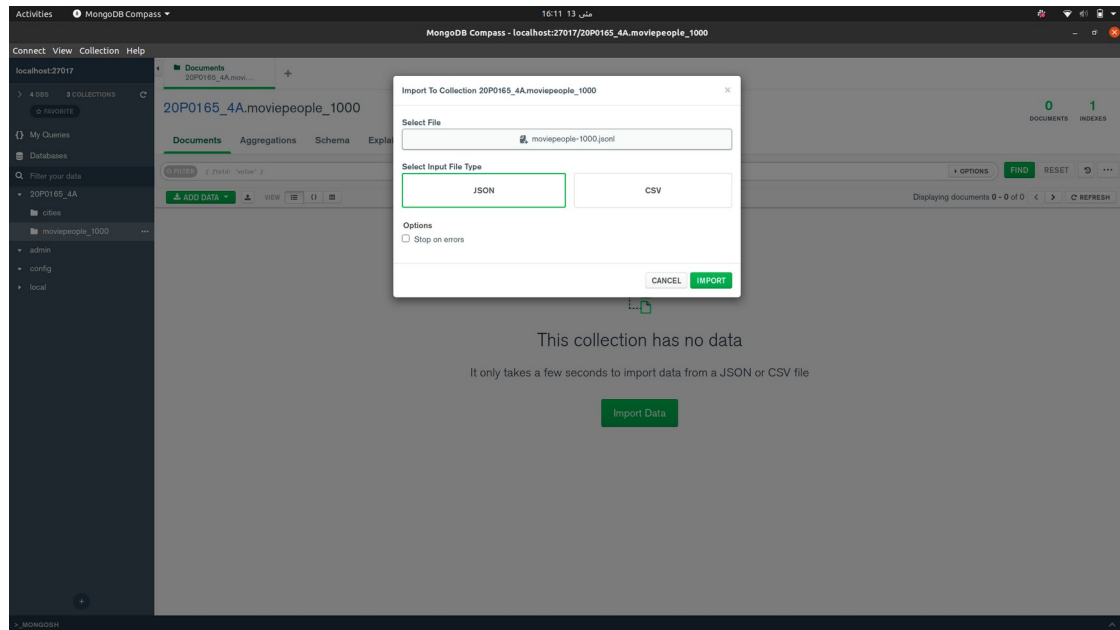 Activities MongoDB Compass 16:11 13 مئی
MongoDB Compass - localhost:27017/20P0165_4A.moviepeople_1000
Connect View Collection Help
localhost:27017
Documents
20P0165_4A.movi...
4 DBS 3 COLLECTIONS
FAVORITE
My Queries
Databases
Filter your data
20P0165_4A
cities
moviepeople_1000
admin
config
local
20P0165_4A.moviepeople_1000
0 DOCUMENTS 1 INDEXES
Documents Aggregations Schema Explai
FILTER { field: 'value' }
OPTIONS FIND RESET
ADD DATA VIEW
Displaying documents 0 - 0 of 0 REFRESH
Import To Collection 20P0165_4A.moviepeople_1000
Select File
moviepeople-1000.jsonl
Select Input File Type
JSON CSV
Options
Stop on errors
CANCEL IMPORT
This collection has no data
It only takes a few seconds to import data from a JSON or CSV file
Import Data
>_MONGOSH